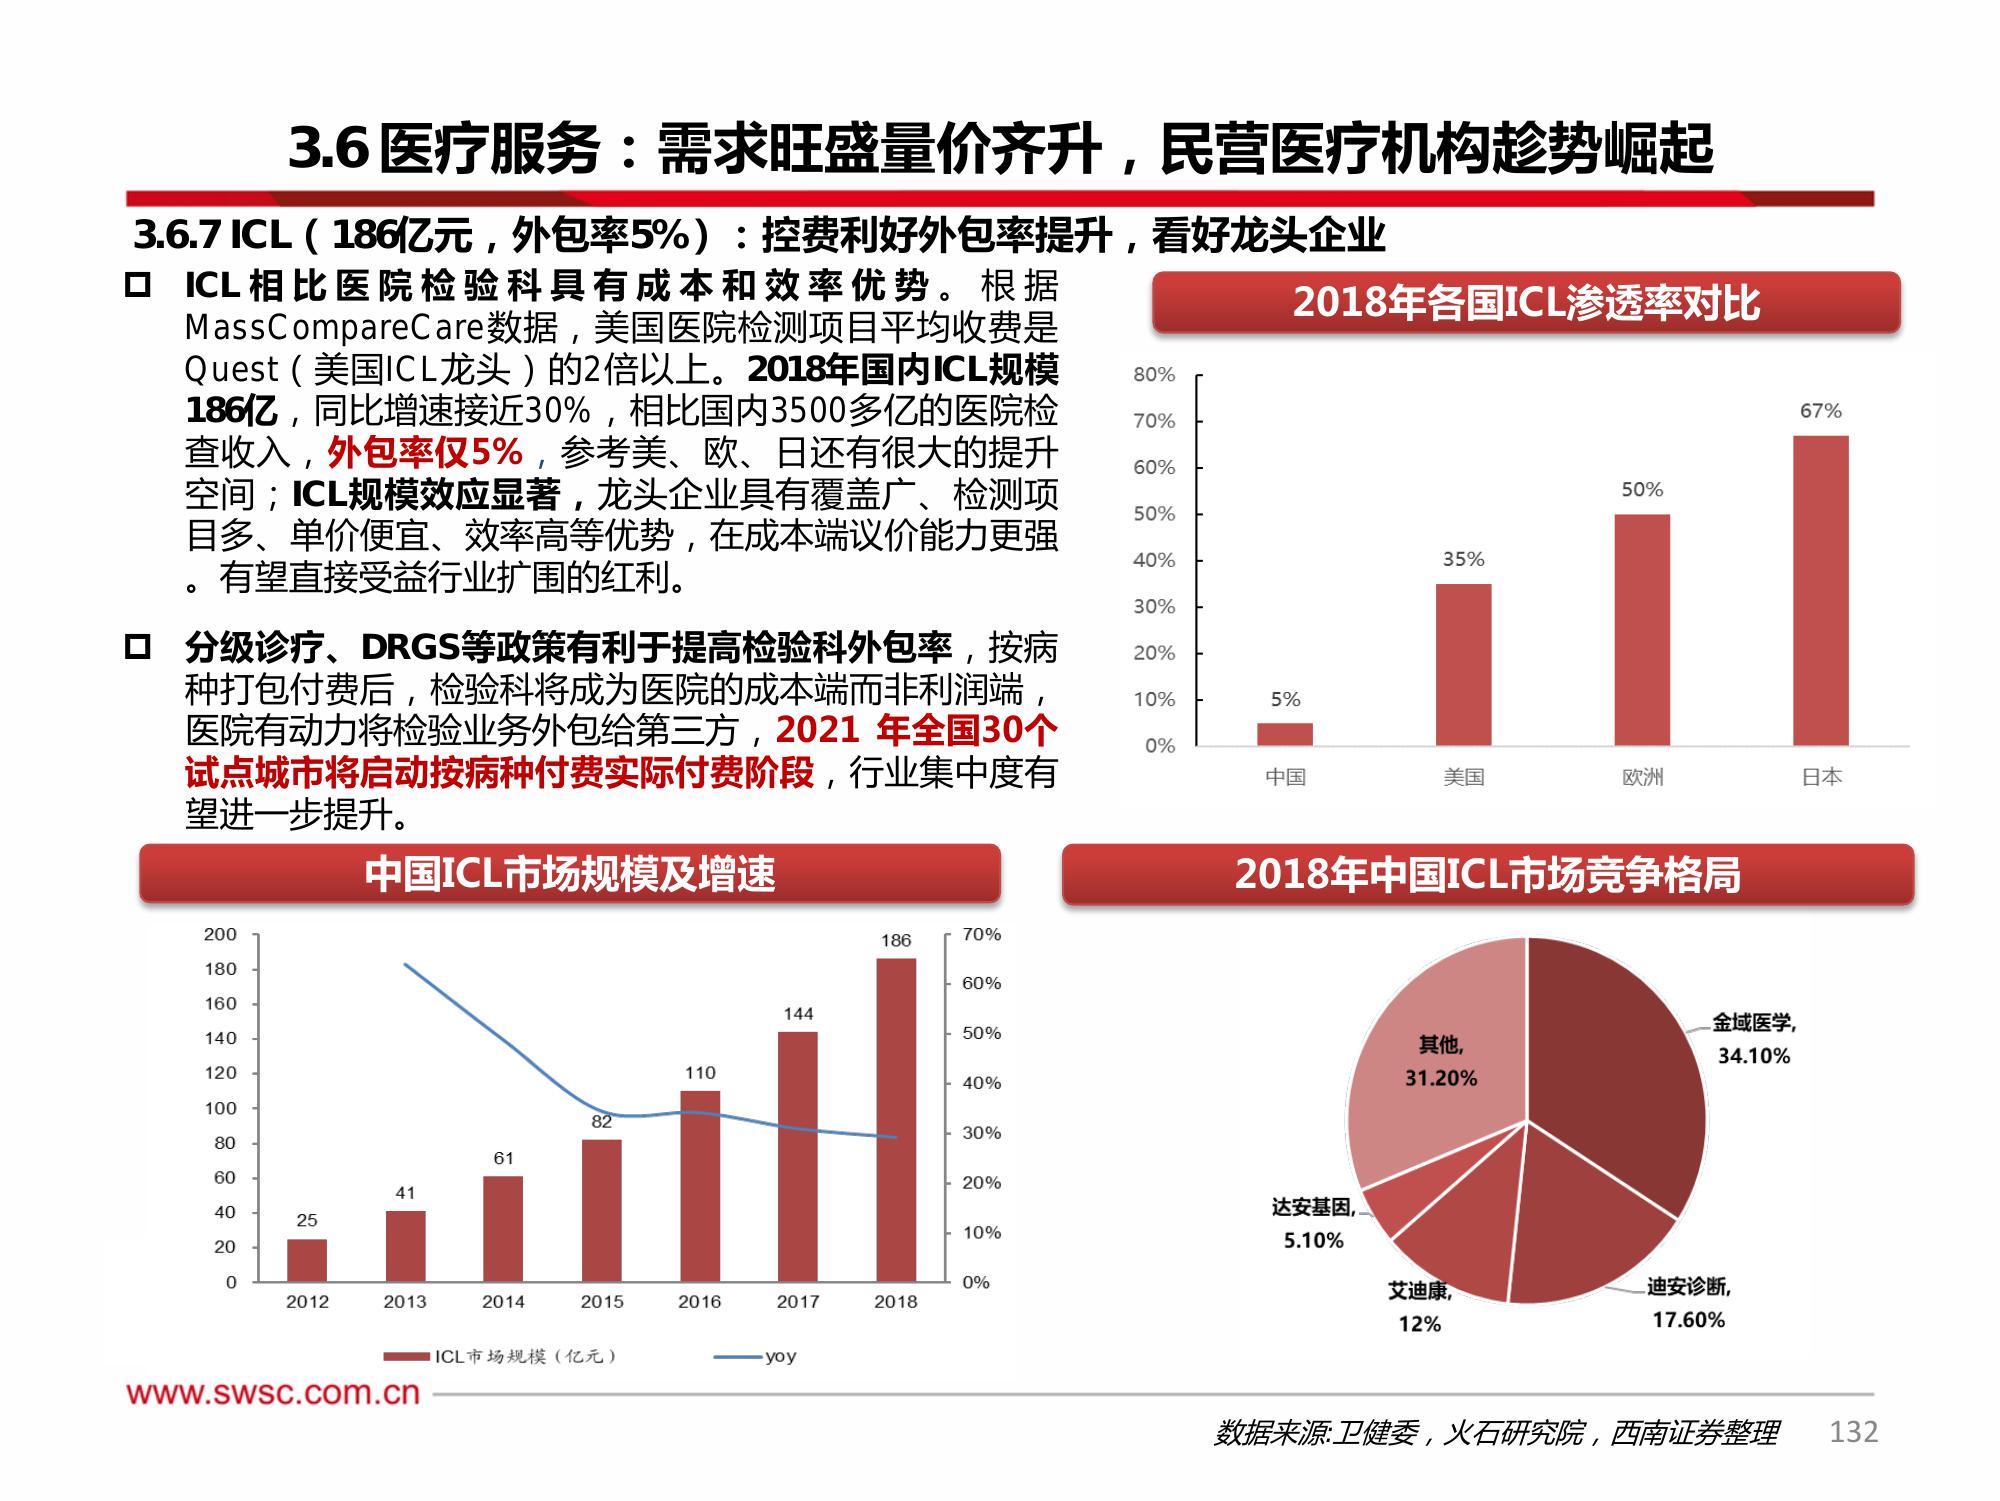 3.6 医疗服务：需求旺盛量价齐升，民营医疗机构趁势崛起
3.6.7 ICL（186亿元，外包率5%）：控费利好外包率提升，看好龙头企业
ICL相比医院检验科具有成本和效率优势。根据
MassCompareCare数据，美国医院检测项目平均收费是
Quest（美国ICL龙头）的2倍以上。2018年国内ICL规模
186亿，同比增速接近30%，相比国内3500多亿的医院检
查收入，外包率仅5%，参考美、欧、日还有很大的提升
空间；ICL规模效应显著，龙头企业具有覆盖广、检测项
目多、单价便宜、效率高等优势，在成本端议价能力更强
。有望直接受益行业扩围的红利。
分级诊疗、DRGS等政策有利于提高检验科外包率，按病
种打包付费后，检验科将成为医院的成本端而非利润端，
医院有动力将检验业务外包给第三方，2021 年全国30个
试点城市将启动按病种付费实际付费阶段，行业集中度有
望进一步提升。
2018年各国ICL渗透率对比
80%
70%
60%
50%
40%
30%
20%
10%
0%
5%
35%
50%
67%
中国
美国
欧洲
日本
中国ICL市场规模及增速
200
180
160
140
120
100
80
60
40
20
0
25
41
61
82
110
144
186
70%
60%
50%
40%
30%
20%
10%
0%
2012
2013
2014
2015
2016
2017
2018
ICL市场规模（亿元）
yoy
2018年中国ICL市场竞争格局
金域医学,
34.10%
迪安诊断,
17.60%
艾迪康,
12%
达安基因,
5.10%
其他,
31.20%
www.swsc.com.cn
数据来源:卫健委，火石研究院，西南证券整理
132